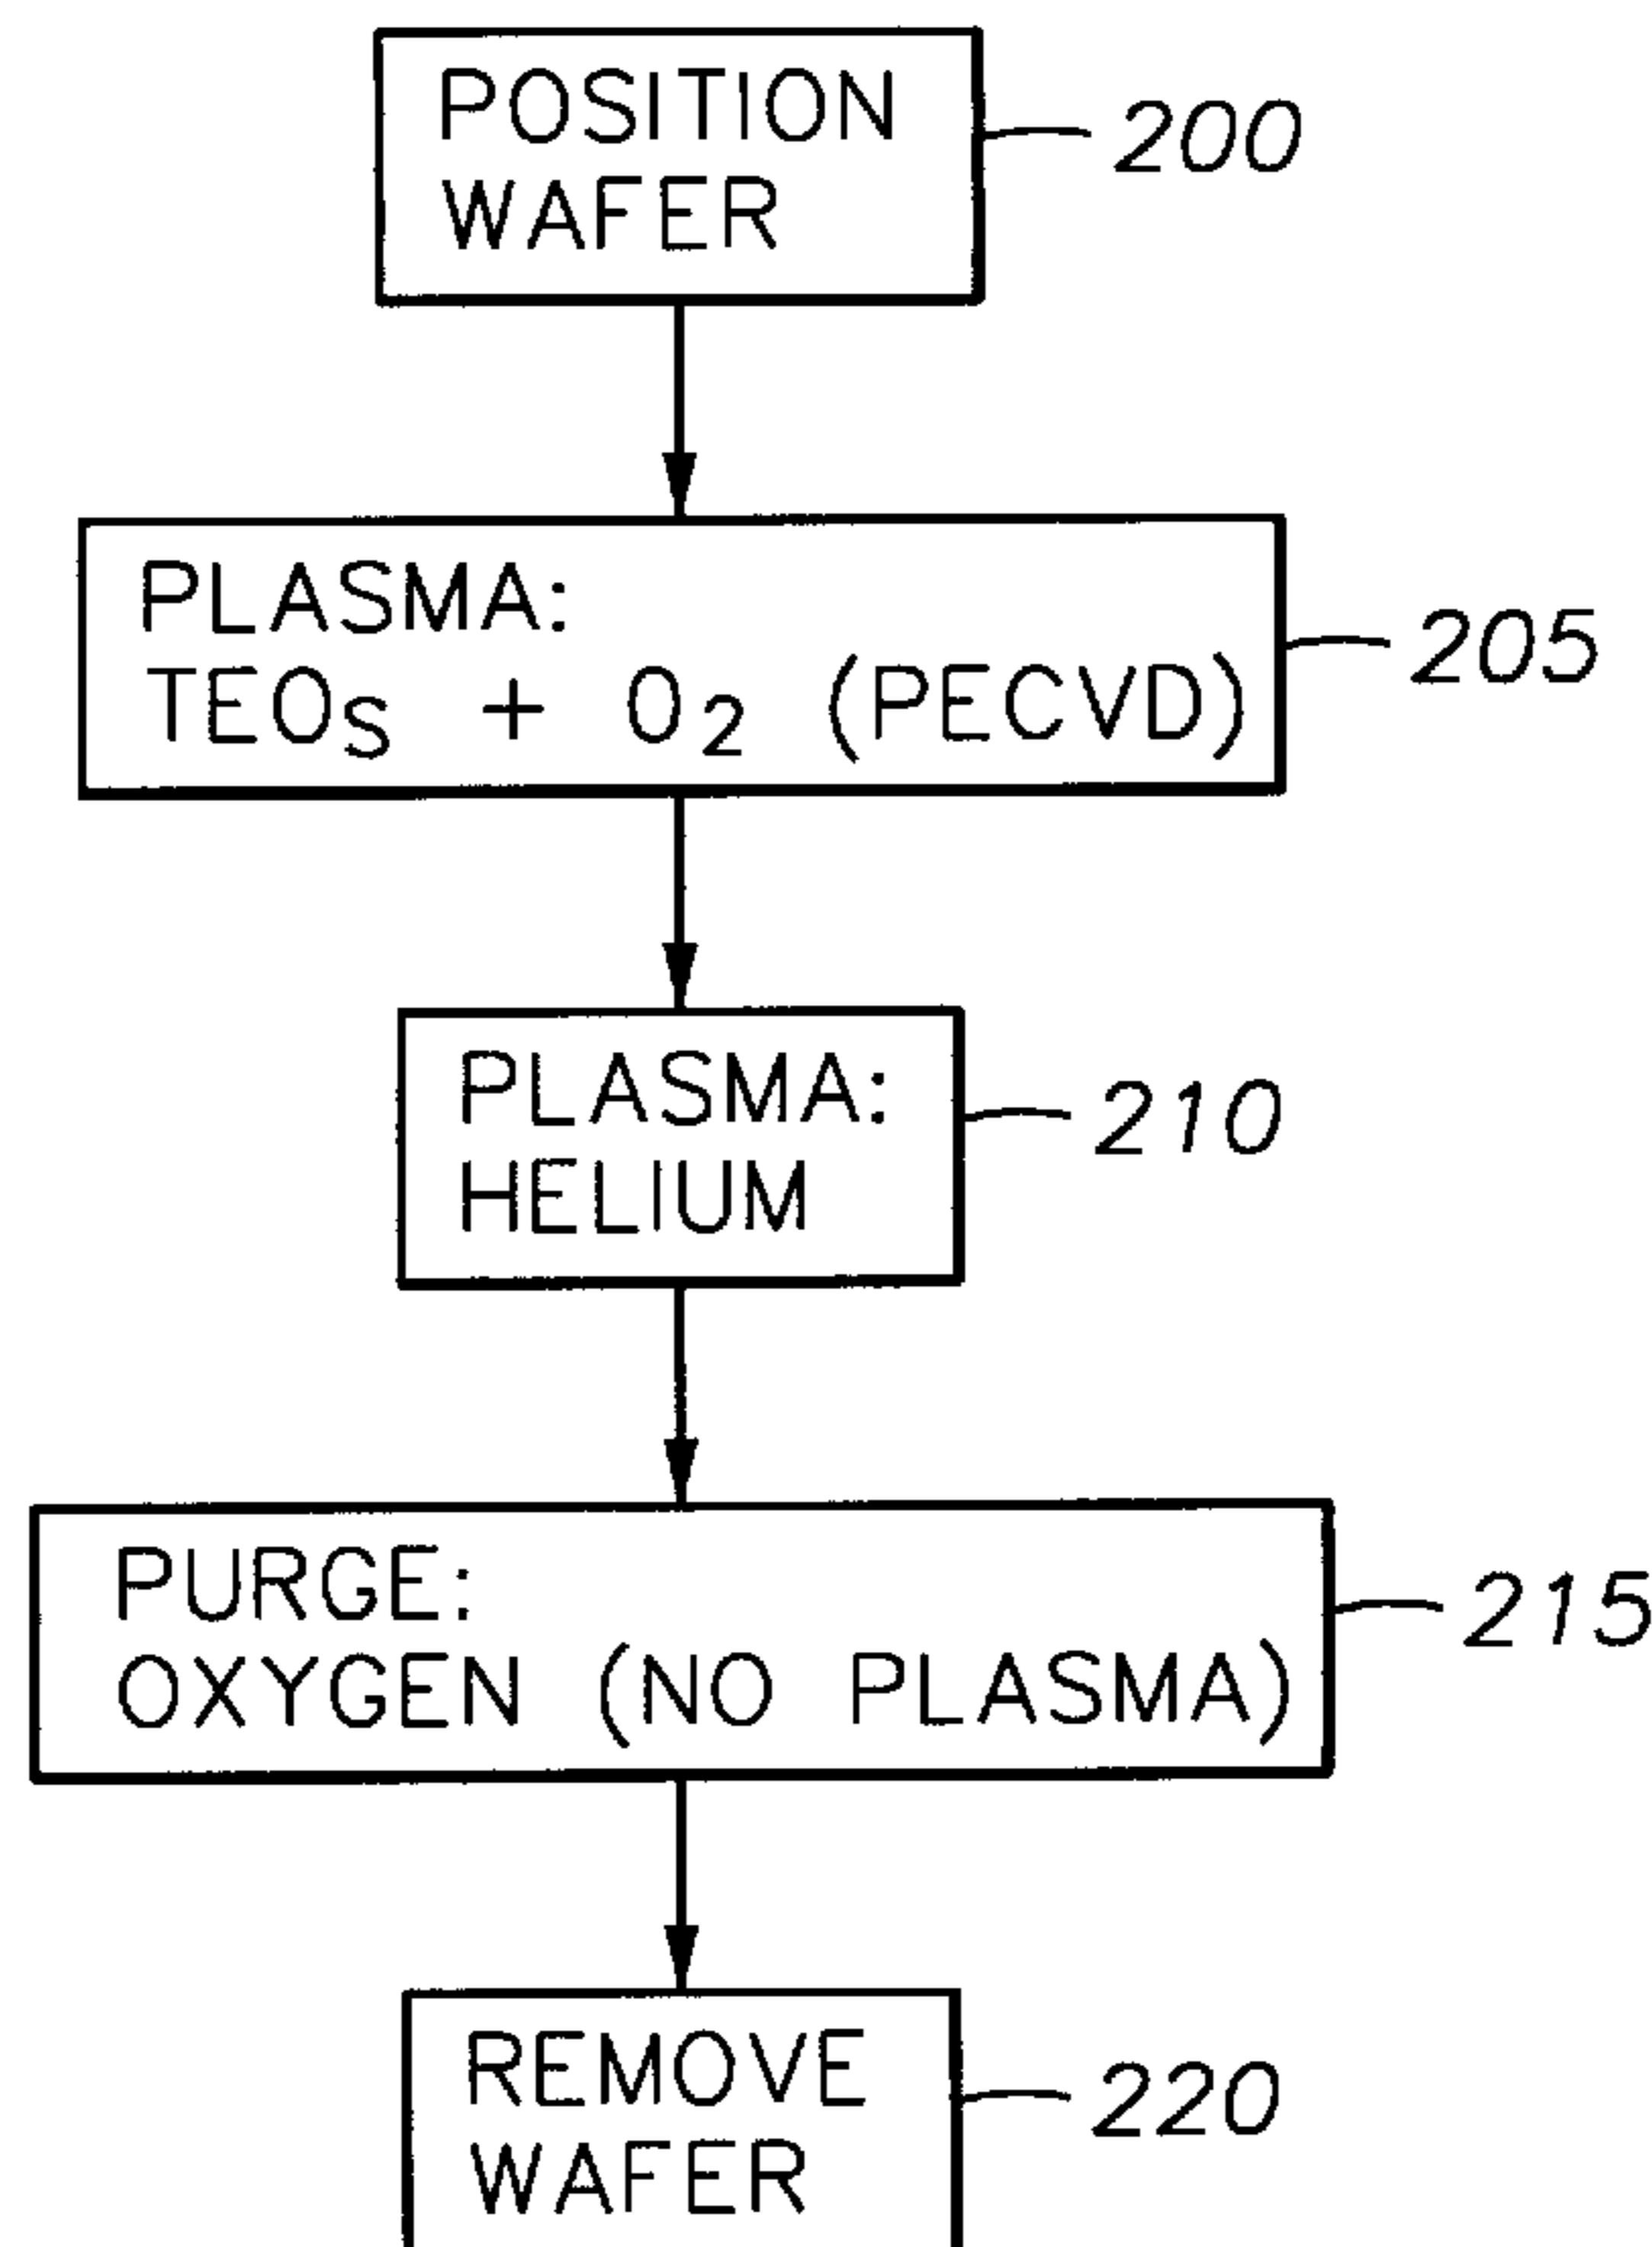 POSITION
WAFER
200
PLASMA:
TEOS + O2 (PECVD)
205
PLASMA:
HELIUM
210
PURGE:
OXYGEN (NO PLASMA)
215
REMOVE
WAFER
220